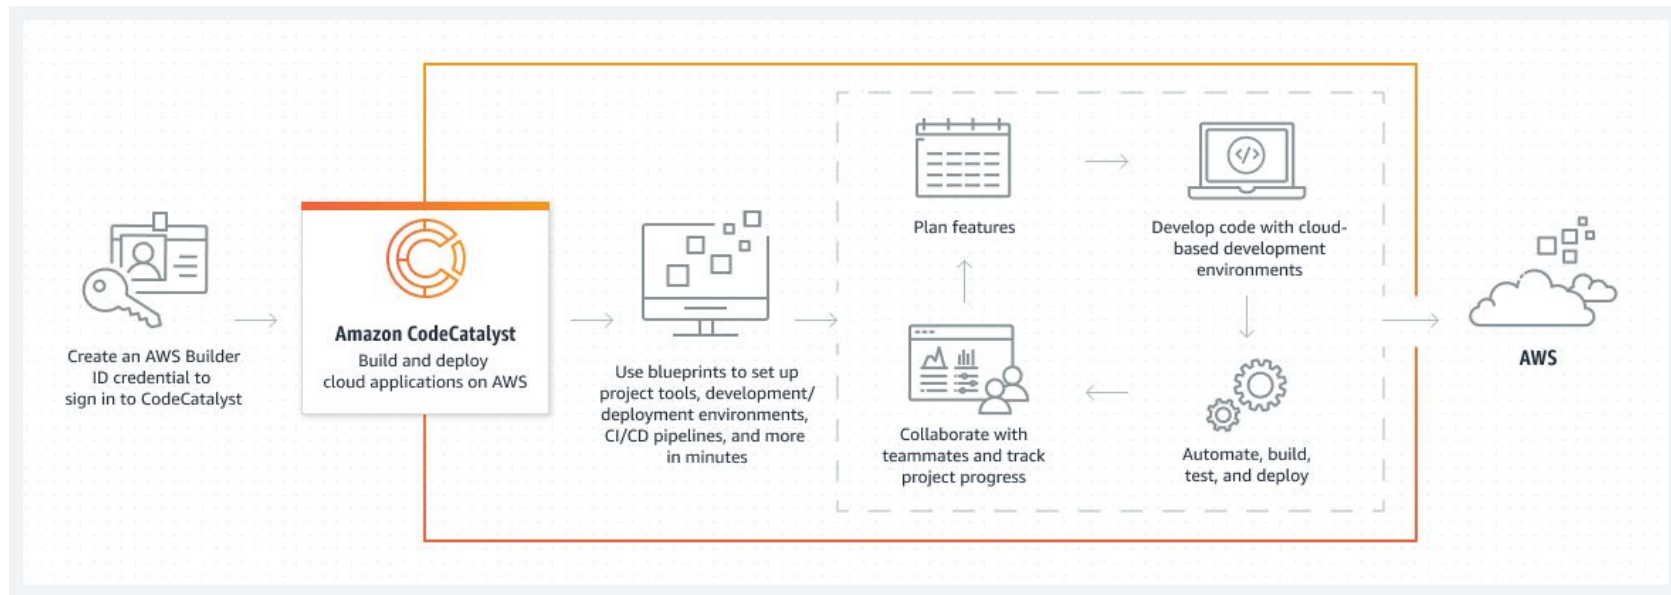 Create an AWS Builder
ID credential to
sign in to CodeCatalyst
Amazon CodeCatalyst
Build and deploy
cloud applications on AWS
Use blueprints to set up
project tools, development/
deployment environments,
CI/CD pipelines, and more
in minutes
Plan features
</>
Develop code with cloud-
based development
environments
Automate, build,
test, and deploy
Collaborate with
teammates and track
project progress
AWS